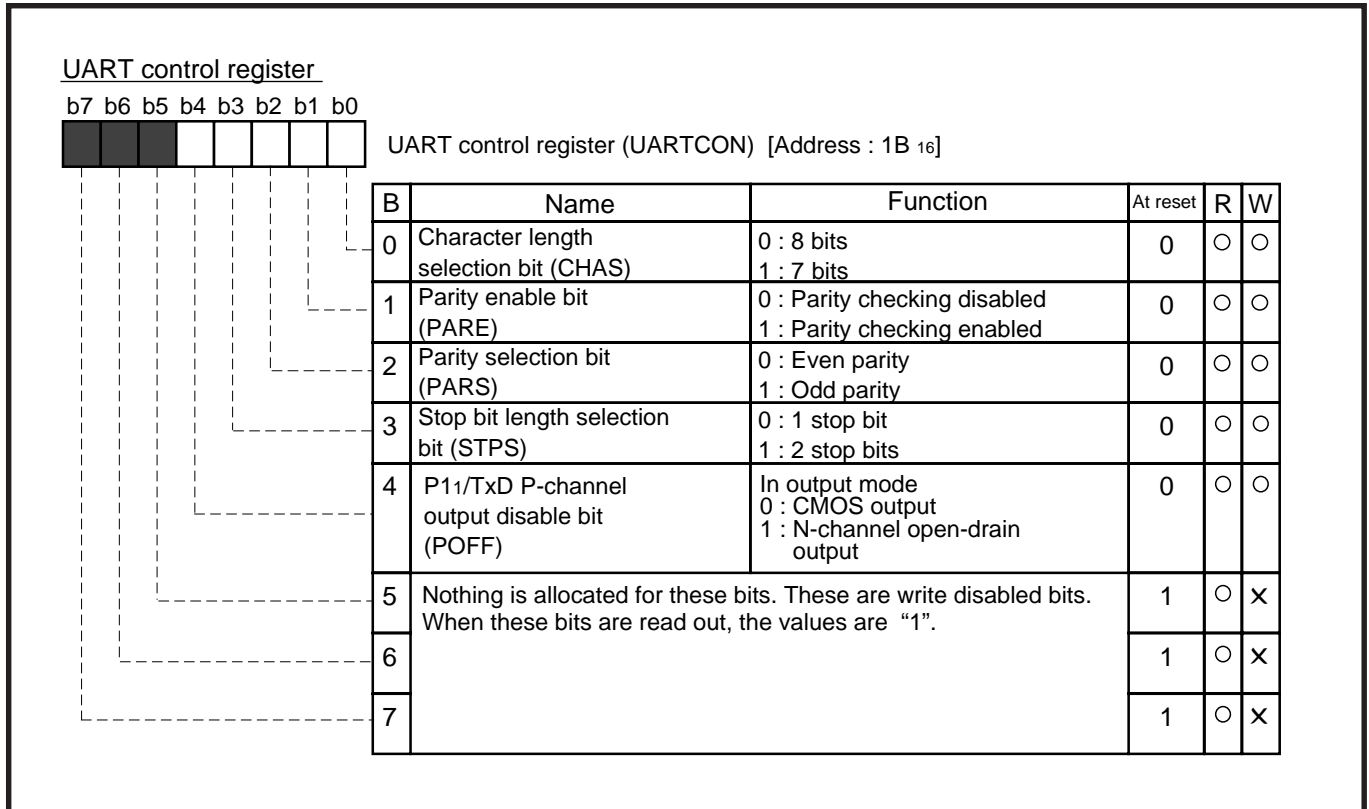 UART control register
b7 b6 b5 b4 b3 b2 b1 b0
UART control register (UARTCON) [Address : 1B 16]
B Name Function At reset R W
0 Character length selection bit (CHAS) 0 : 8 bits 1 : 7 bits 0 ○ ○
1 Parity enable bit (PARE) 0 : Parity checking disabled 1 : Parity checking enabled 0 ○ ○
2 Parity selection bit (PARS) 0 : Even parity 1 : Odd parity 0 ○ ○
3 Stop bit length selection bit (STPS) 0 : 1 stop bit 1 : 2 stop bits 0 ○ ○
4 P11/TxD P-channel output disable bit (POFF) In output mode 0 : CMOS output 1 : N-channel open-drain output 0 ○ ○
5 Nothing is allocated for these bits. These are write disabled bits. When these bits are read out, the values are “1”. 1 ○ ×
6 1 ○ ×
7 1 ○ ×